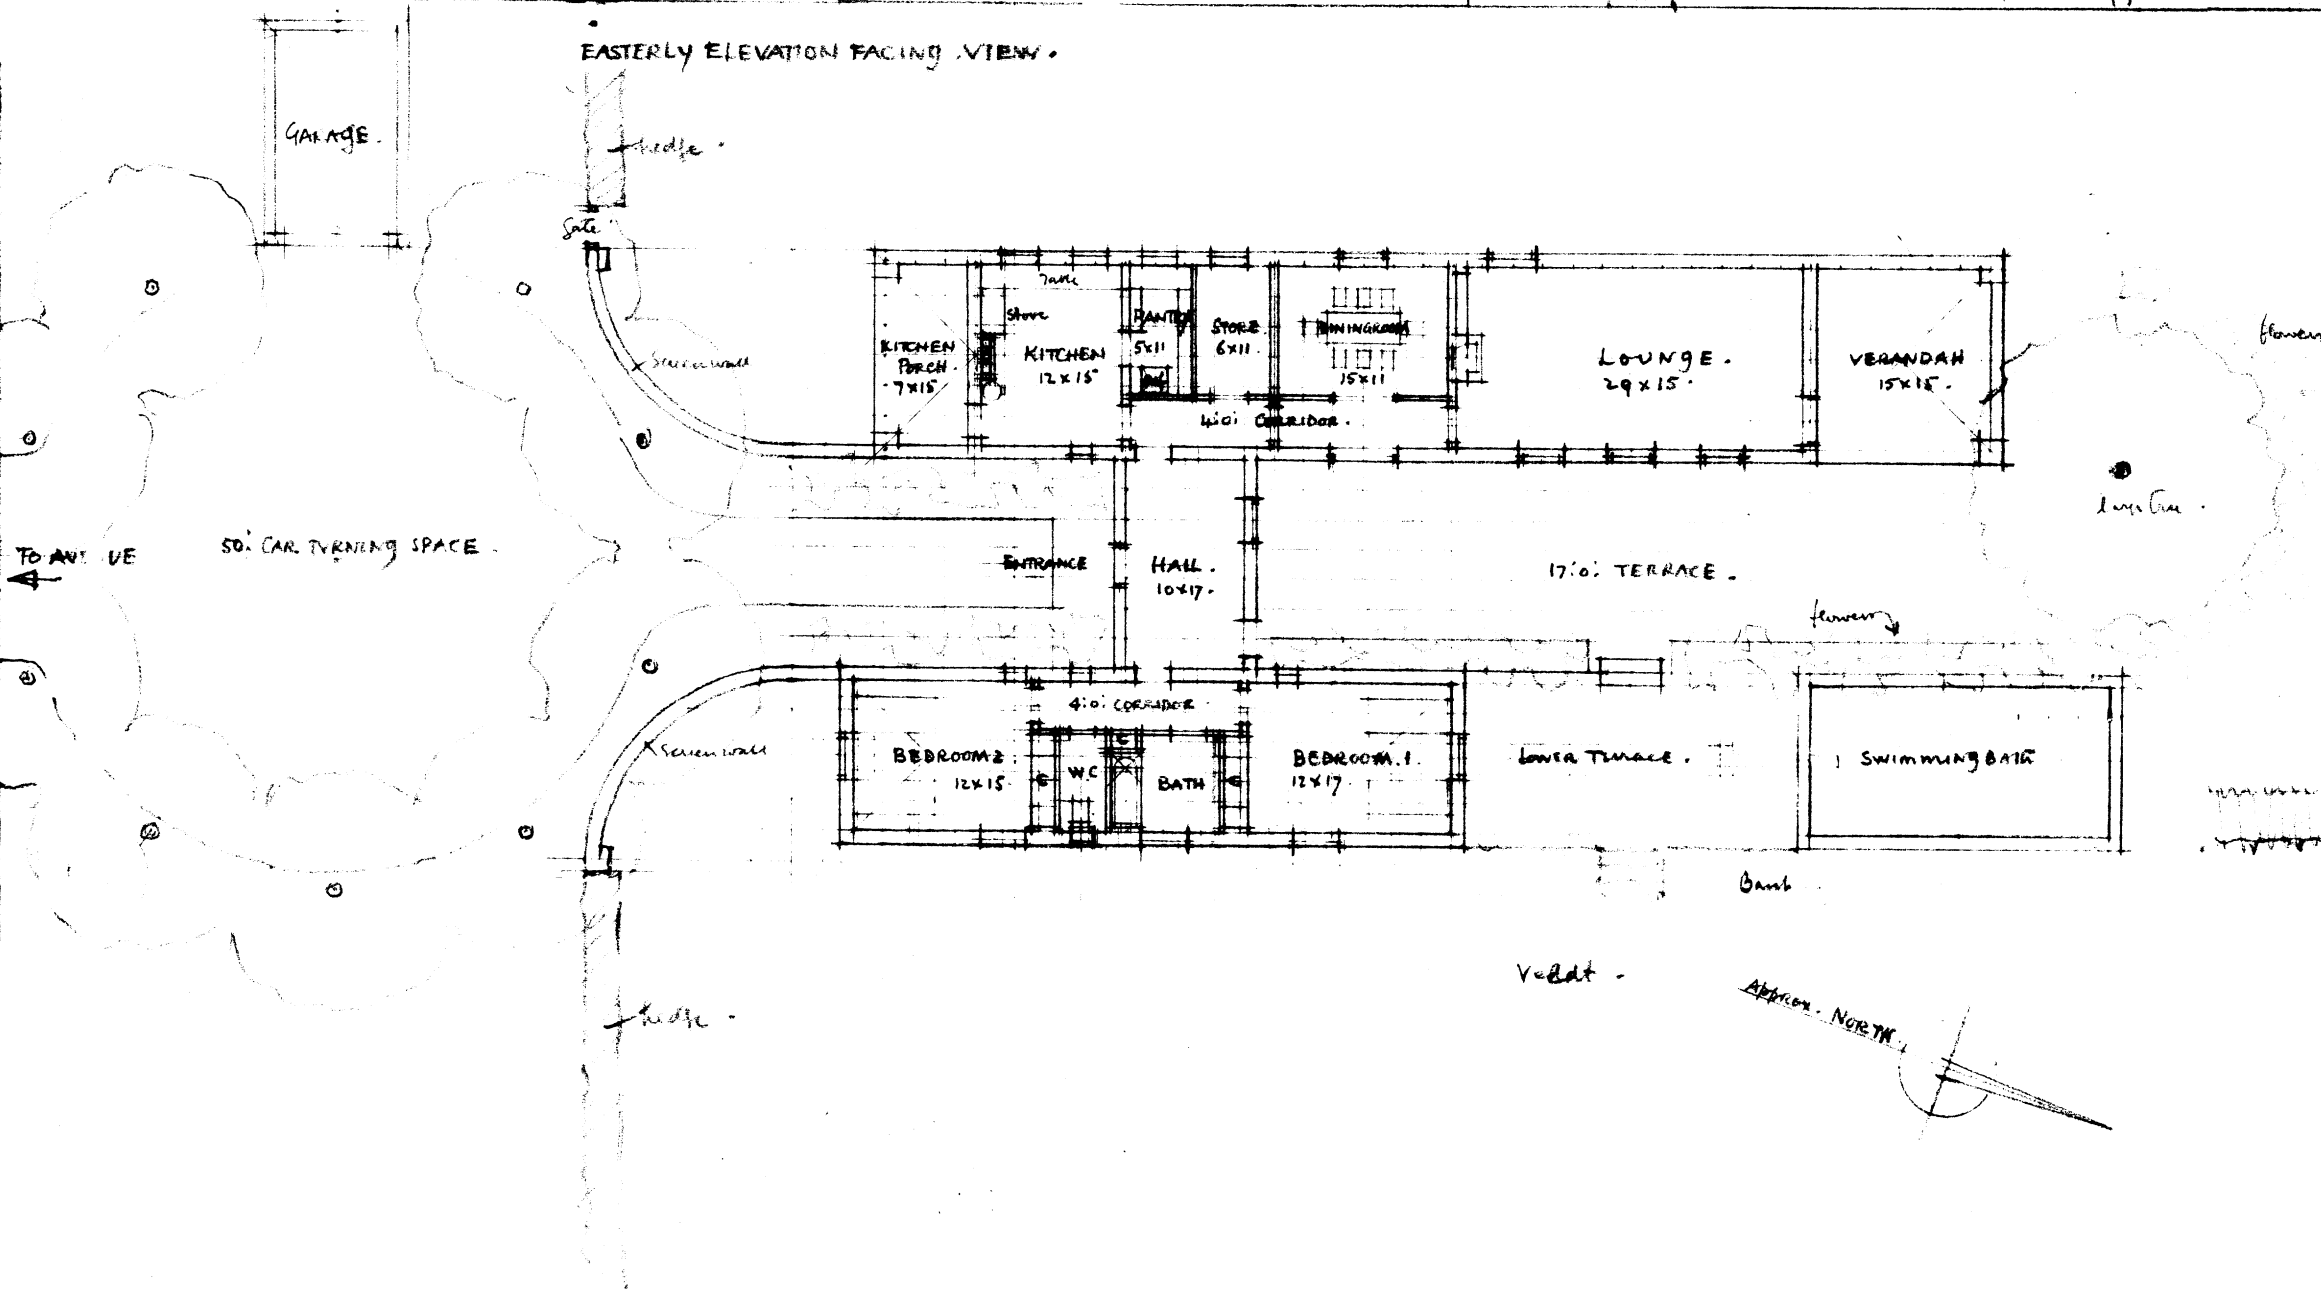 EASTERLY ELEVATION FACING VIEW.
GARAGE.
hedge.
Gate
Table
Stove
PANTRY
5x11
STORE
6x11.
DININGROOM
15x11
KITCHEN
PORCH.
7x15
KITCHEN
12x15
LOUNGE.
29x15.
VERANDAH
15x15.
flowers
Screen wall
4'.0" CORRIDOR.
large tree.
TO AVENUE
50' CAR TURNING SPACE.
ENTRANCE
HALL.
10x17.
17'.0" TERRACE.
flowers
4'.0" CORRIDOR
Screen wall
BEDROOM 2.
12x15.
C
W.C
C
BATH
C
BEDROOM.1.
12x17.
LOWER TERRACE.
SWIMMING BATH
Bank
Veldt.
Approx. NORTH.
hedge.